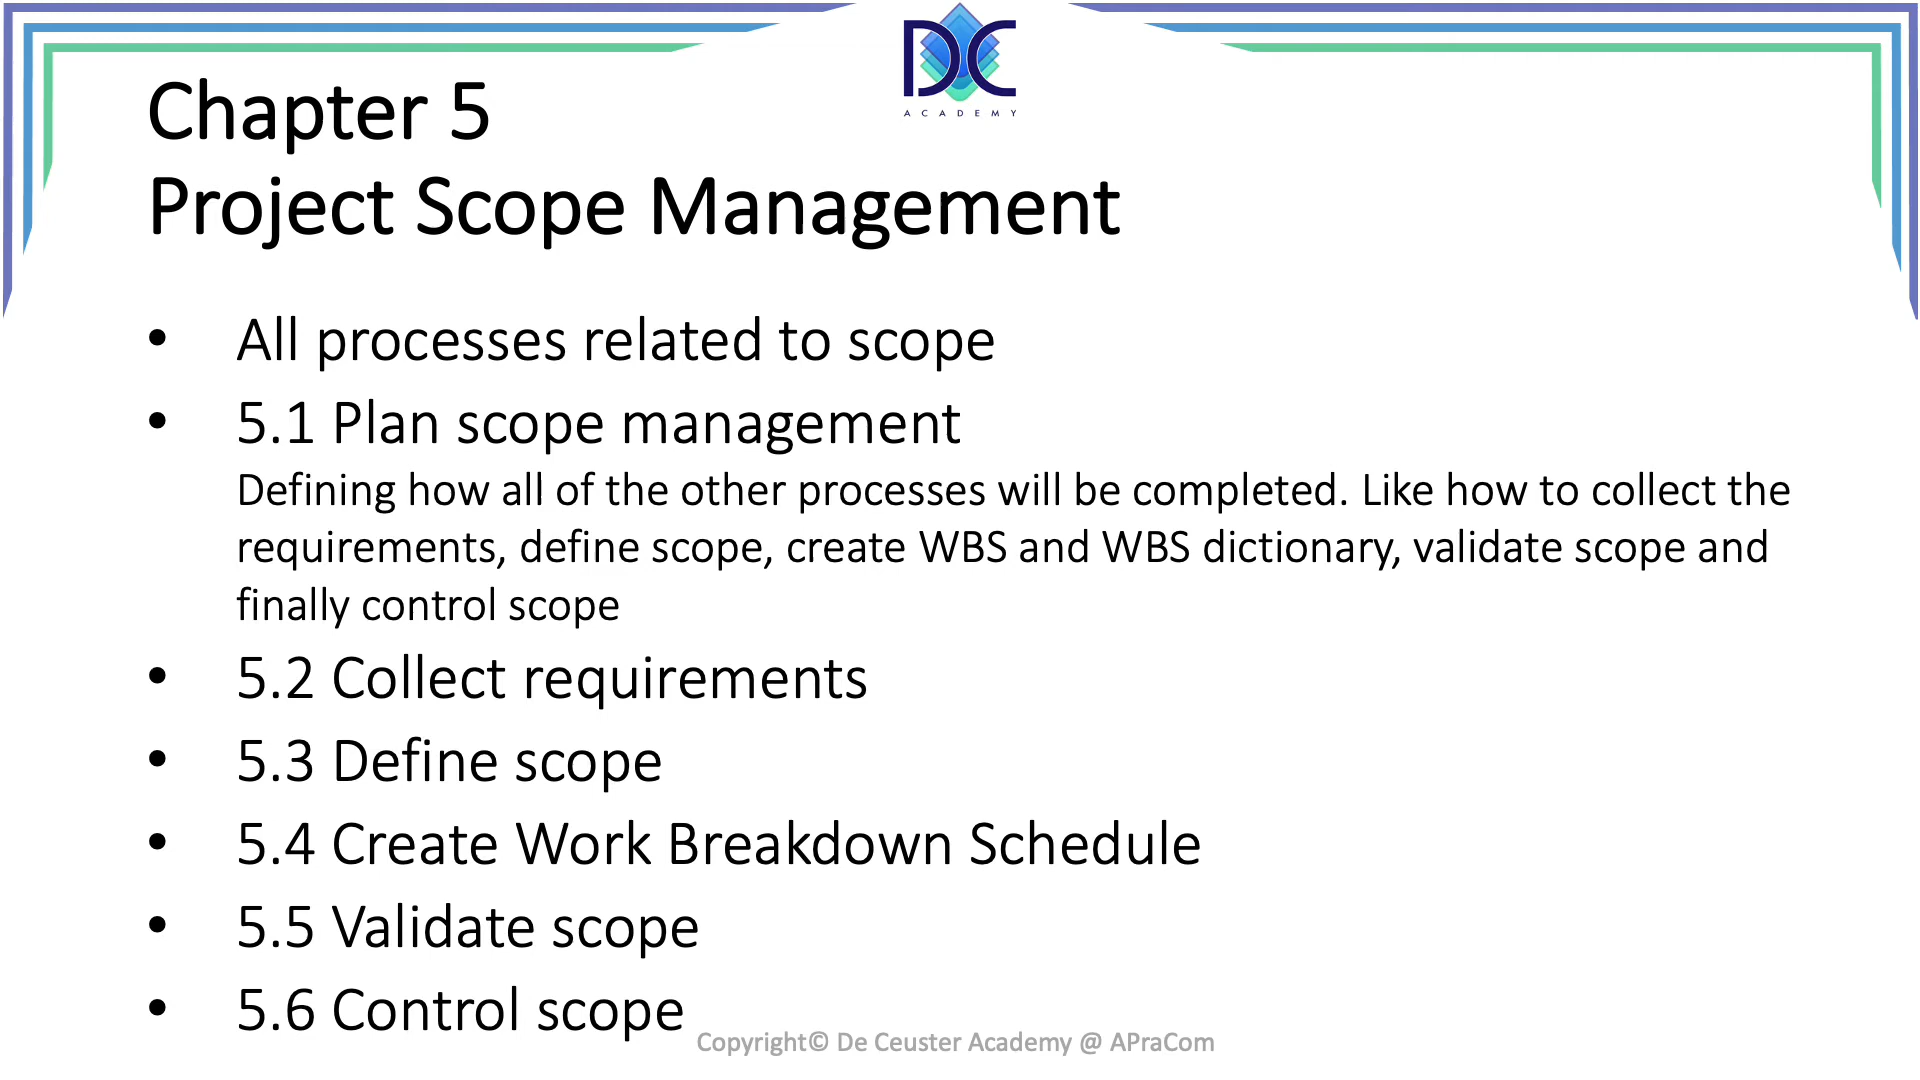 DC
ACADEMY
Chapter 5
Project Scope Management
• All processes related to scope
• 5.1 Plan scope management
Defining how all of the other processes will be completed. Like how to collect the
requirements, define scope, create WBS and WBS dictionary, validate scope and
finally control scope
• 5.2 Collect requirements
• 5.3 Define scope
• 5.4 Create Work Breakdown Schedule
• 5.5 Validate scope
• 5.6 Control scope
Copyright© De Ceuster Academy @ APraCom